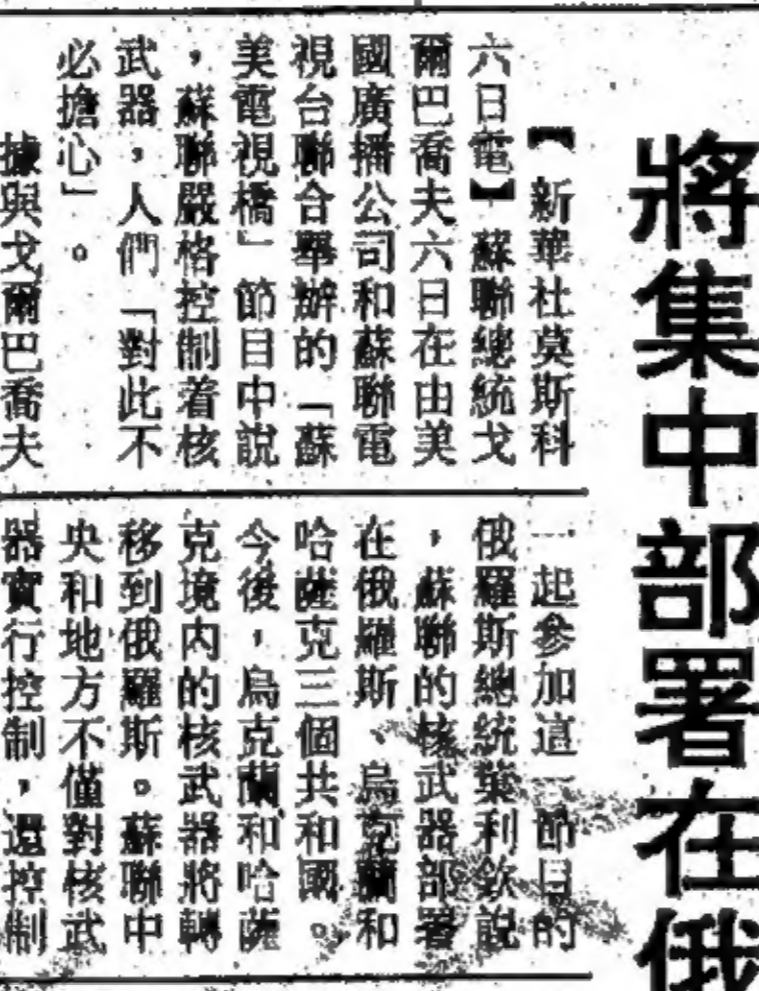 將集中部署在俄
【新華社莫斯科
六日電】蘇聯總統戈
爾巴喬夫六日在由美
國廣播公司和蘇聯電
視台聯合舉辦的「蘇
美電視橋」節目中說
，蘇聯嚴格控制着核
武器，人們「對此不
必擔心」。
據與戈爾巴喬夫
一起參加這一節目的
俄羅斯總統葉利欽說
，蘇聯的核武器部署
在俄羅斯、烏克蘭和
哈薩克三個共和國。
今後，烏克蘭和哈薩
克境內的核武器將轉
移到俄羅斯。蘇聯中
央和地方不僅對核武
器實行控制，還控制